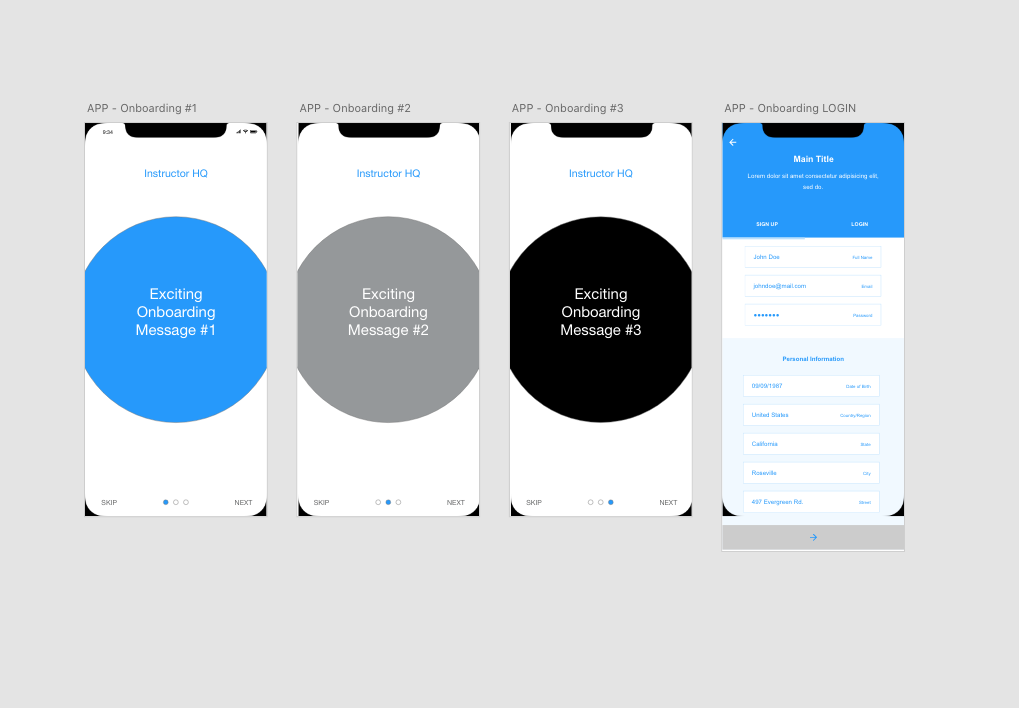 APP - Onboarding #1
9:34
Instructor HQ
Exciting
Onboarding
Message #1
SKIP
NEXT
APP - Onboarding #2
Instructor HQ
Exciting
Onboarding
Message #2
SKIP
NEXT
APP - Onboarding #3
Instructor HQ
Exciting
Onboarding
Message #3
SKIP
NEXT
APP - Onboarding LOGIN
Main Title
Lorem dolor sit amet consectetur adipisicing elit,
sed do.
SIGN UP LOGIN
John Doe Full Name
johndoe@mail.com Email
Password
Personal Information
09/09/1987 Date of Birth
United States Country/Region
California State
Roseville City
497 Evergreen Rd. Street